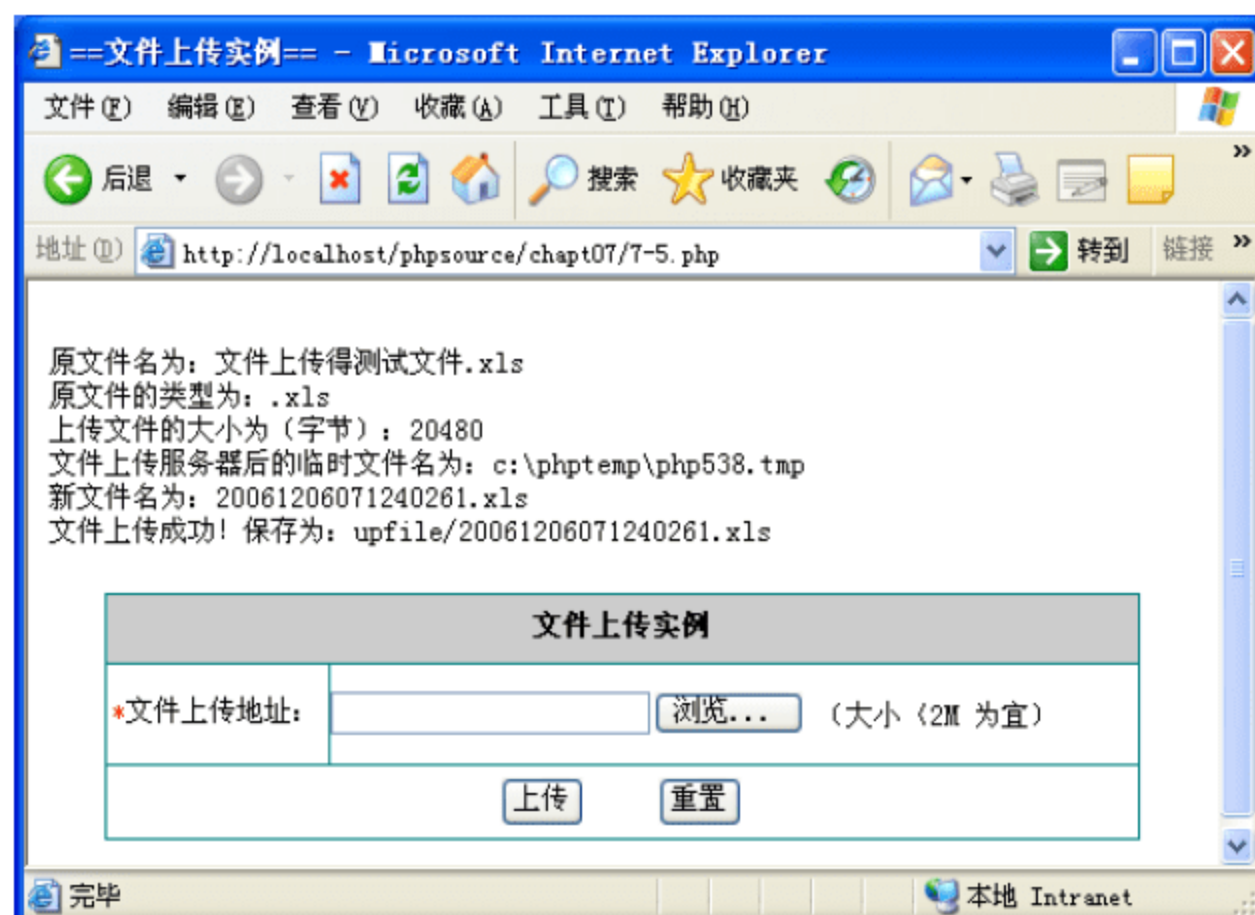 ==文件上传实例== - Microsoft Internet Explorer
文件(F) 编辑(E) 查看(V) 收藏(A) 工具(T) 帮助(H)
后退 搜索 收藏夹
地址(D) http://localhost/phpsource/chapt07/7-5.php 转到 链接 »
原文件名为：文件上传得测试文件.xls
原文件的类型为：.xls
上传文件的大小为（字节）：20480
文件上传服务器后的临时文件名为：c:\phptemp\php538.tmp
新文件名为：20061206071240261.xls
文件上传成功！保存为：upfile/20061206071240261.xls
文件上传实例
*文件上传地址： 浏览... （大小〈2M 为宜）
上传 重置
完毕 本地 Intranet